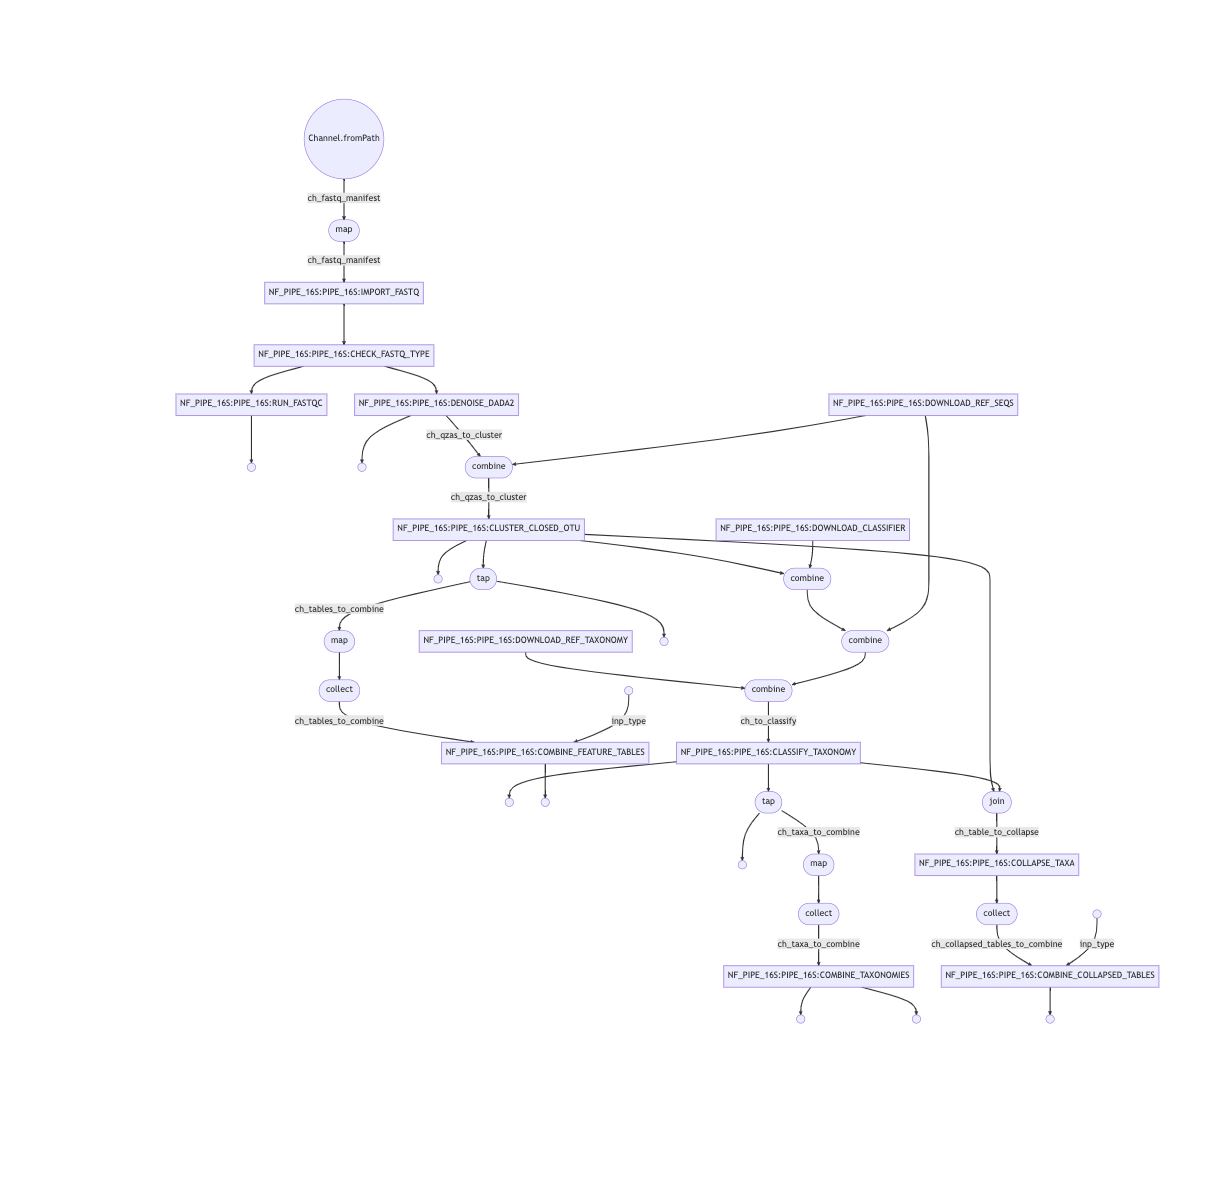 Channel.fromPath
ch_fastq_manifest
map
ch_fastq_manifest
NF_PIPE_16S:PIPE_16S:IMPORT_FASTQ
NF_PIPE_16S:PIPE_16S:CHECK_FASTQ_TYPE
NF_PIPE_16S:PIPE_16S:RUN_FASTQC
NF_PIPE_16S:PIPE_16S:DENOISE_DADA2
NF_PIPE_16S:PIPE_16S:DOWNLOAD_REF_SEQS
ch_qzas_to_cluster
combine
ch_qzas_to_cluster
NF_PIPE_16S:PIPE_16S:CLUSTER_CLOSED_OTU
NF_PIPE_16S:PIPE_16S:DOWNLOAD_CLASSIFIER
tap
combine
ch_tables_to_combine
map
NF_PIPE_16S:PIPE_16S:DOWNLOAD_REF_TAXONOMY
combine
collect
combine
ch_tables_to_combine
inp_type
ch_to_classify
NF_PIPE_16S:PIPE_16S:COMBINE_FEATURE_TABLES
NF_PIPE_16S:PIPE_16S:CLASSIFY_TAXONOMY
tap
join
ch_taxa_to_combine
ch_table_to_collapse
map
NF_PIPE_16S:PIPE_16S:COLLAPSE_TAXA
collect
collect
ch_taxa_to_combine
ch_collapsed_tables_to_combine
inp_type
NF_PIPE_16S:PIPE_16S:COMBINE_TAXONOMIES
NF_PIPE_16S:PIPE_16S:COMBINE_COLLAPSED_TABLES